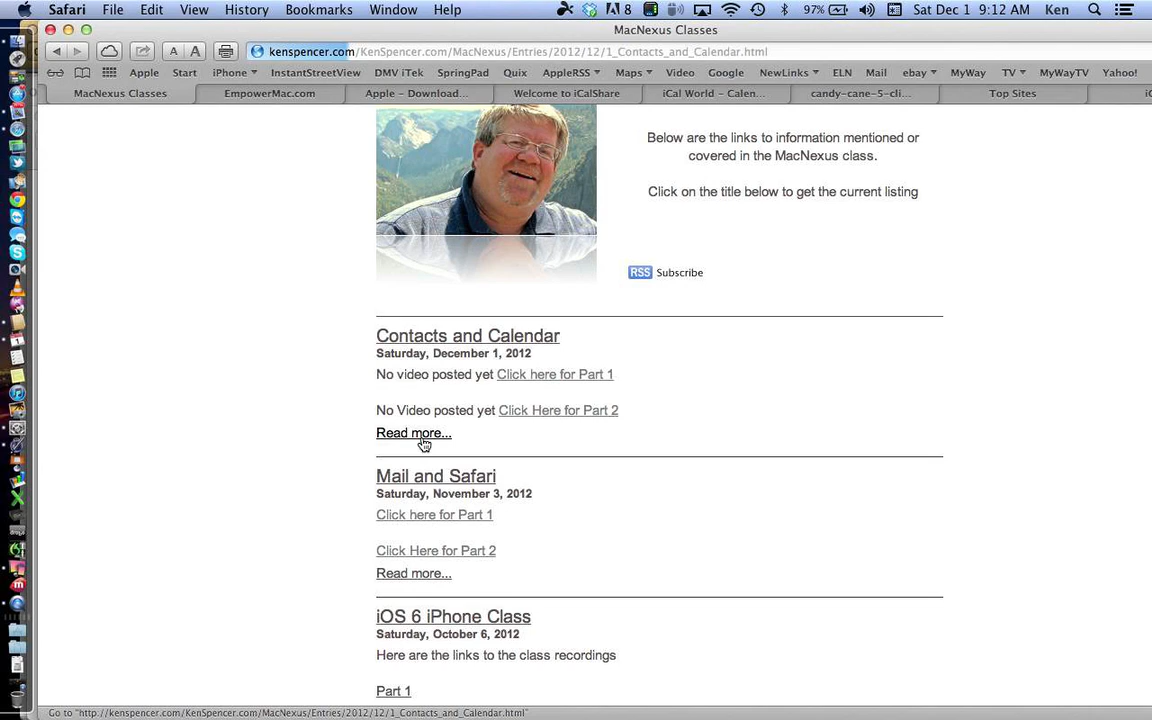 Safari File Edit View History Bookmarks Window Help 8 97% Sat Dec 1 9:12 AM Ken
MacNexus Classes
A A kenspencer.com/KenSpencer.com/MacNexus/Entries/2012/12/1_Contacts_and_Calendar.html
Apple Start iPhone InstantStreetView DMV iTek SpringPad Quix AppleRSS Maps Video Google NewLinks ELN Mail ebay MyWay TV MyWayTV Yahoo!
MacNexus Classes EmpowerMac.com Apple – Download... Welcome to iCalShare iCal World – Calen... candy-cane-5-cli... Top Sites iC
Below are the links to information mentioned or
covered in the MacNexus class.
Click on the title below to get the current listing
RSS Subscribe
Contacts and Calendar
Saturday, December 1, 2012
No video posted yet Click here for Part 1
No Video posted yet Click Here for Part 2
Read more...
Mail and Safari
Saturday, November 3, 2012
Click here for Part 1
Click Here for Part 2
Read more...
iOS 6 iPhone Class
Saturday, October 6, 2012
Here are the links to the class recordings
Part 1
Go to "http://kenspencer.com/KenSpencer.com/MacNexus/Entries/2012/12/1_Contacts_and_Calendar.html"